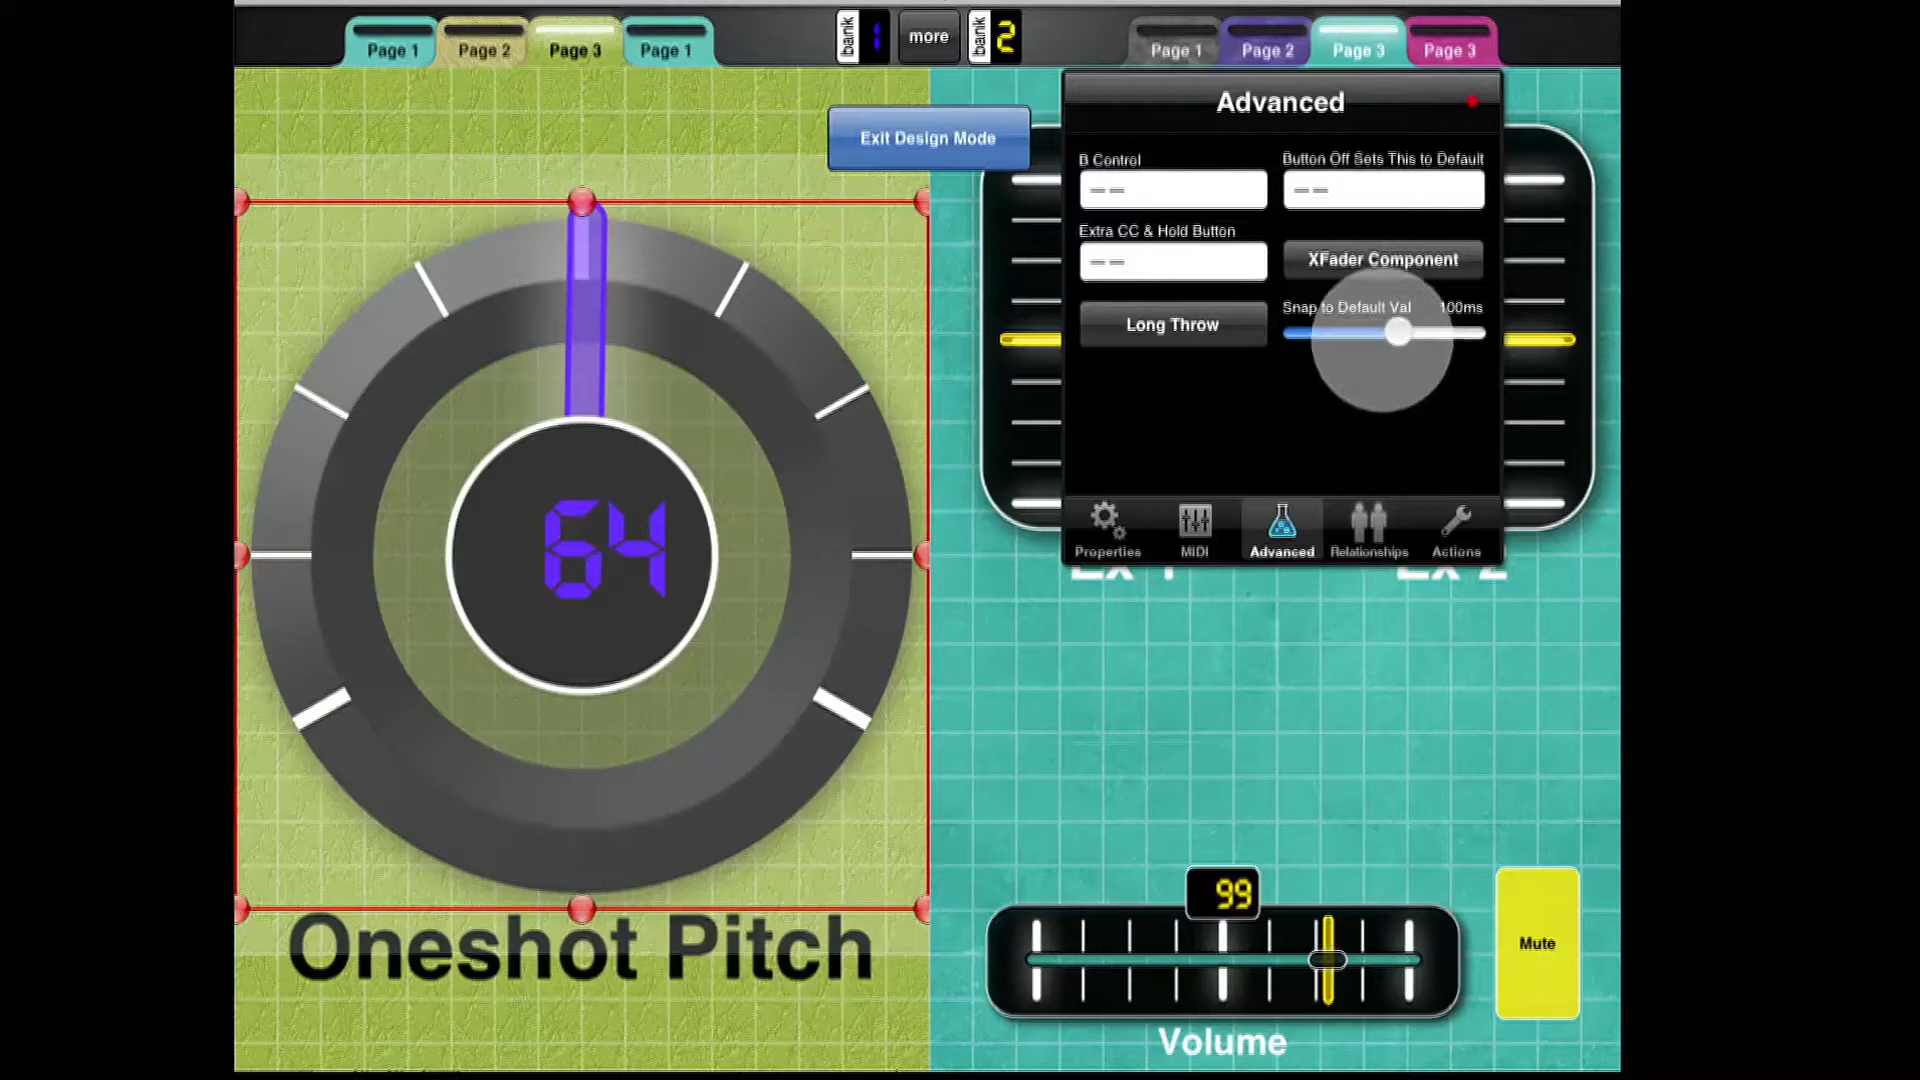 Page 1
Page 2
Page 3
Page 1
bank
1
more
bank
2
Page 1
Page 2
Page 3
Page 3
Exit Design Mode
Advanced
B Control
Button Off Sets This to Default
— —
— —
Extra CC & Hold Button
— —
XFader Component
Long Throw
Snap to Default Val
100ms
Properties
MIDI
Advanced
Relationships
Actions
64
Oneshot Pitch
99
Mute
Volume